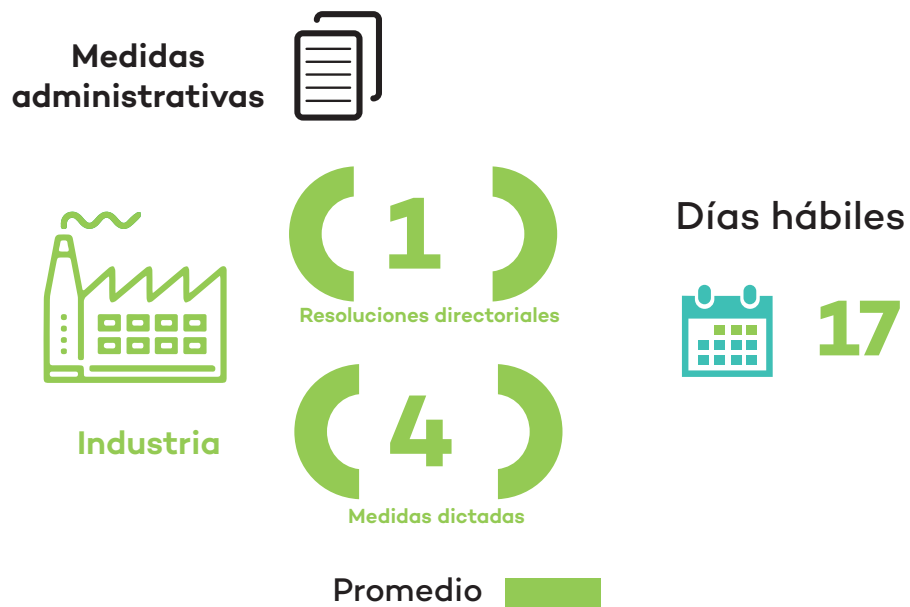 Medidas
administrativas
1
Resoluciones directoriales
Días hábiles
17
Industria
4
Medidas dictadas
Promedio